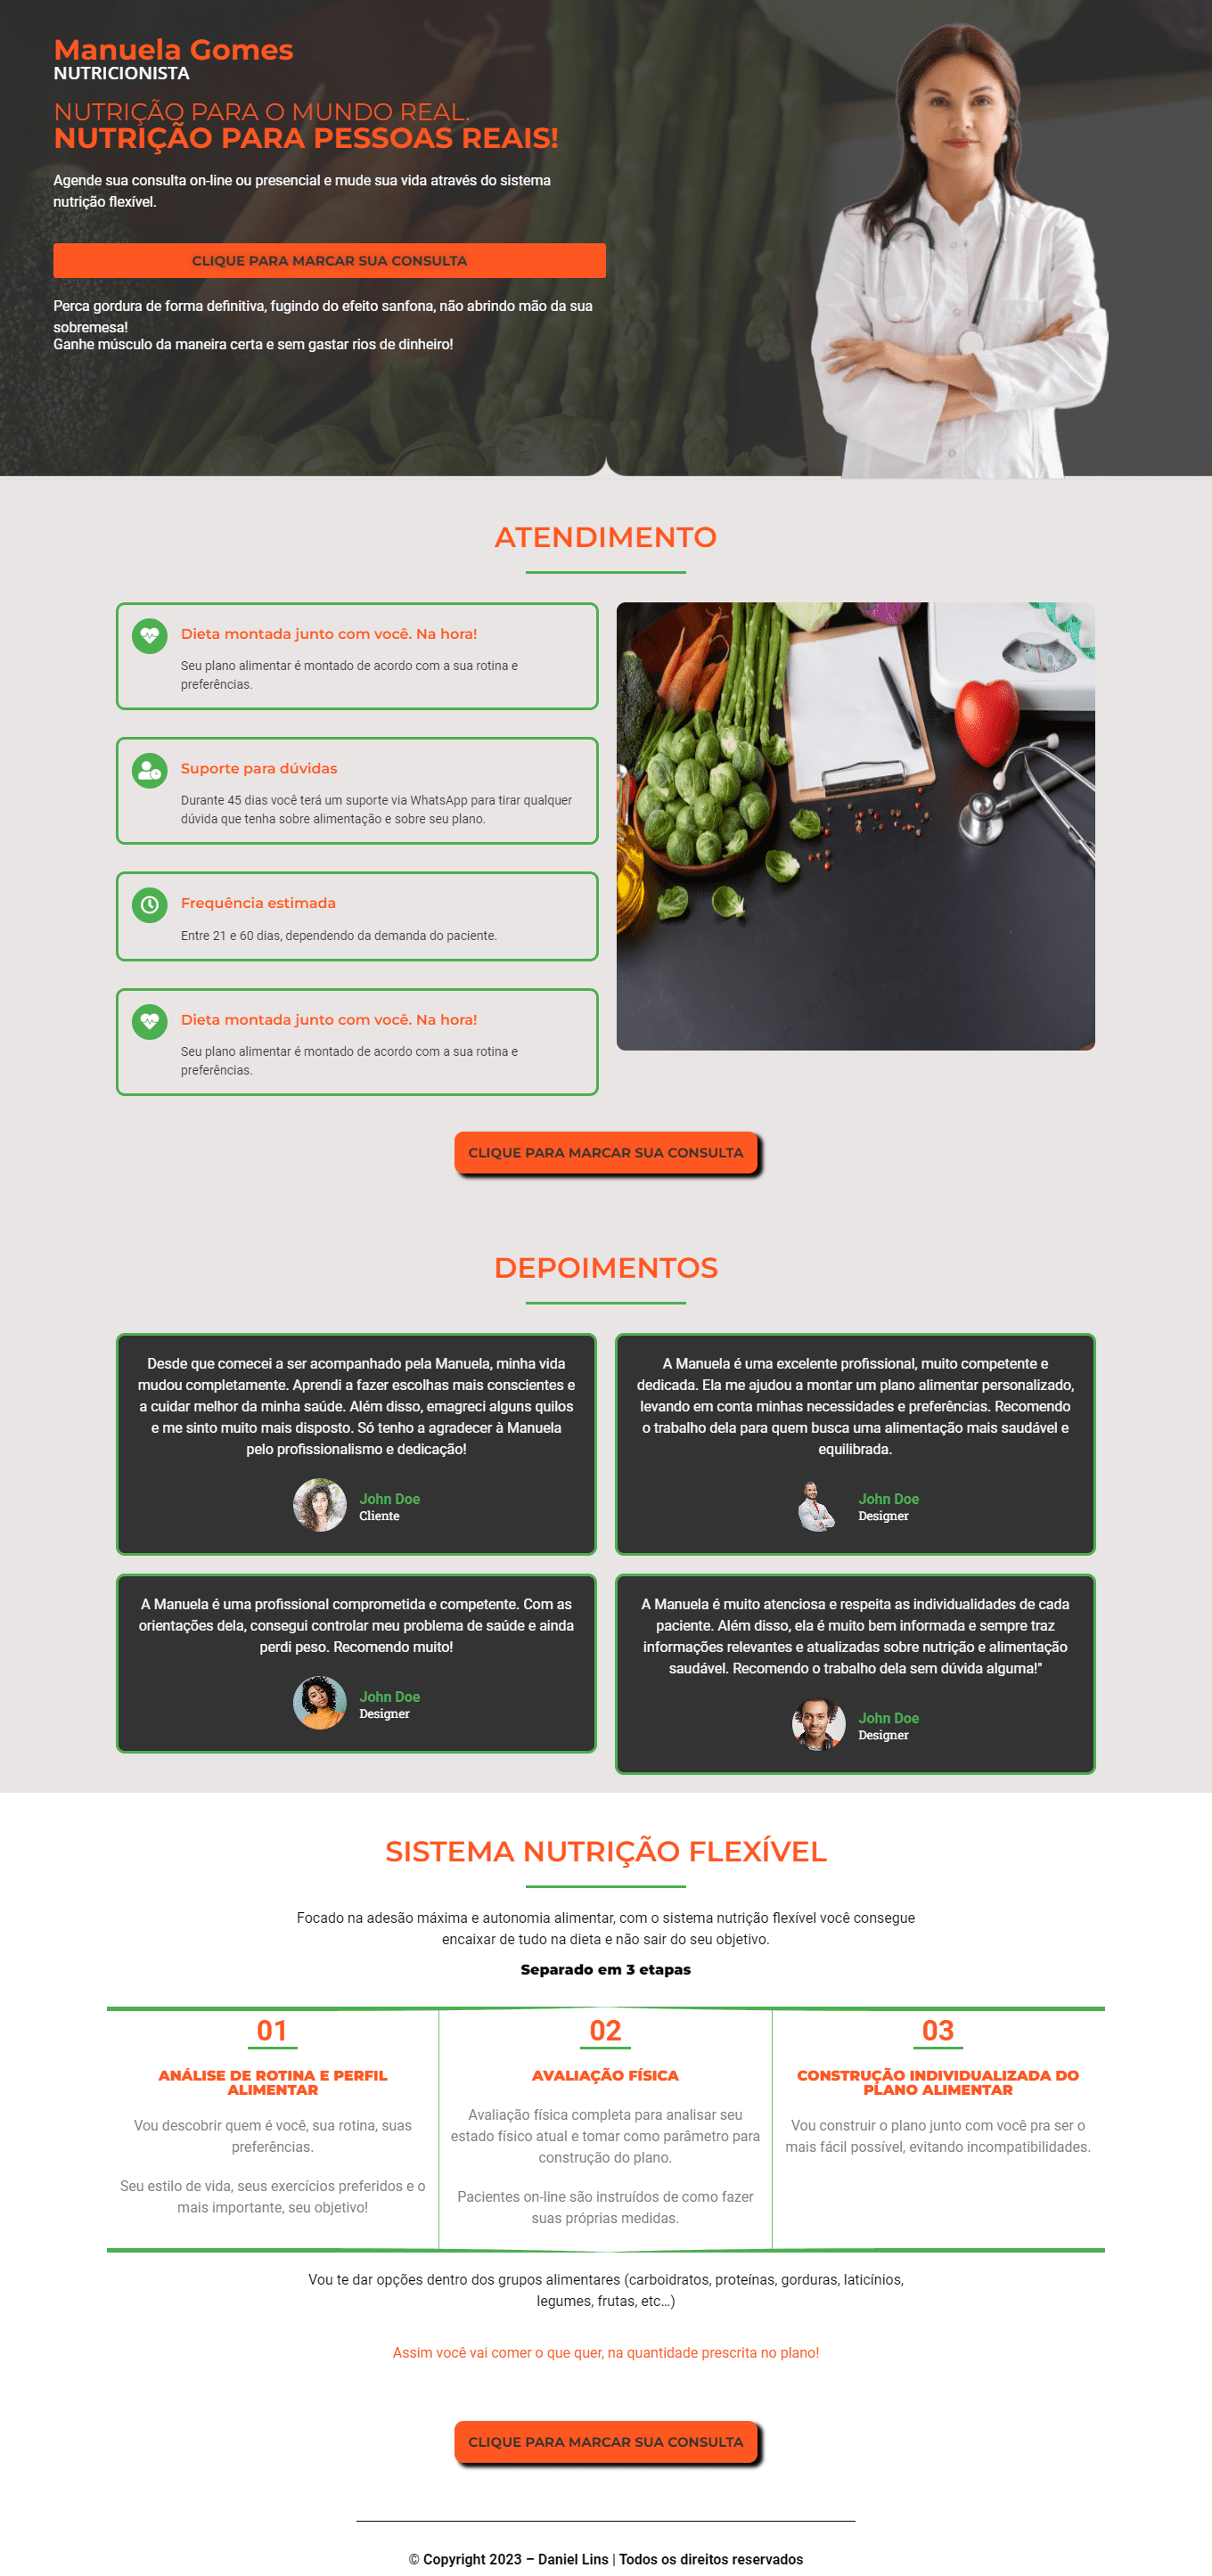 Manuela Gomes
NUTRICIONISTA
NUTRIÇÃO PARA O MUNDO REAL.
NUTRIÇÃO PARA PESSOAS REAIS!
Agende sua consulta on-line ou presencial e mude sua vida através do sistema
nutrição flexível.
CLIQUE PARA MARCAR SUA CONSULTA
Perca gordura de forma definitiva, fugindo do efeito sanfona, não abrindo mão da sua
sobremesa!
Ganhe músculo da maneira certa e sem gastar rios de dinheiro!
ATENDIMENTO
Dieta montada junto com você. Na hora!
Seu plano alimentar é montado de acordo com a sua rotina e
preferências.
Suporte para dúvidas
Durante 45 dias você terá um suporte via WhatsApp para tirar qualquer
dúvida que tenha sobre alimentação e sobre seu plano.
Frequência estimada
Entre 21 e 60 dias, dependendo da demanda do paciente.
Dieta montada junto com você. Na hora!
Seu plano alimentar é montado de acordo com a sua rotina e
preferências.
CLIQUE PARA MARCAR SUA CONSULTA
DEPOIMENTOS
Desde que comecei a ser acompanhado pela Manuela, minha vida
mudou completamente. Aprendi a fazer escolhas mais conscientes e
a cuidar melhor da minha saúde. Além disso, emagreci alguns quilos
e me sinto muito mais disposto. Só tenho a agradecer à Manuela
pelo profissionalismo e dedicação!
John Doe
Cliente
A Manuela é uma excelente profissional, muito competente e
dedicada. Ela me ajudou a montar um plano alimentar personalizado,
levando em conta minhas necessidades e preferências. Recomendo
o trabalho dela para quem busca uma alimentação mais saudável e
equilibrada.
John Doe
Designer
A Manuela é uma profissional comprometida e competente. Com as
orientações dela, consegui controlar meu problema de saúde e ainda
perdi peso. Recomendo muito!
John Doe
Designer
A Manuela é muito atenciosa e respeita as individualidades de cada
paciente. Além disso, ela é muito bem informada e sempre traz
informações relevantes e atualizadas sobre nutrição e alimentação
saudável. Recomendo o trabalho dela sem dúvida alguma!"
John Doe
Designer
SISTEMA NUTRIÇÃO FLEXÍVEL
Focado na adesão máxima e autonomia alimentar, com o sistema nutrição flexível você consegue
encaixar de tudo na dieta e não sair do seu objetivo.
Separado em 3 etapas
01
ANÁLISE DE ROTINA E PERFIL
ALIMENTAR
Vou descobrir quem é você, sua rotina, suas
preferências.
Seu estilo de vida, seus exercícios preferidos e o
mais importante, seu objetivo!
02
AVALIAÇÃO FÍSICA
Avaliação física completa para analisar seu
estado físico atual e tomar como parâmetro para
construção do plano.
Pacientes on-line são instruídos de como fazer
suas próprias medidas.
03
CONSTRUÇÃO INDIVIDUALIZADA DO
PLANO ALIMENTAR
Vou construir o plano junto com você pra ser o
mais fácil possível, evitando incompatibilidades.
Vou te dar opções dentro dos grupos alimentares (carboidratos, proteínas, gorduras, laticínios,
legumes, frutas, etc...)
Assim você vai comer o que quer, na quantidade prescrita no plano!
CLIQUE PARA MARCAR SUA CONSULTA
© Copyright 2023 – Daniel Lins | Todos os direitos reservados